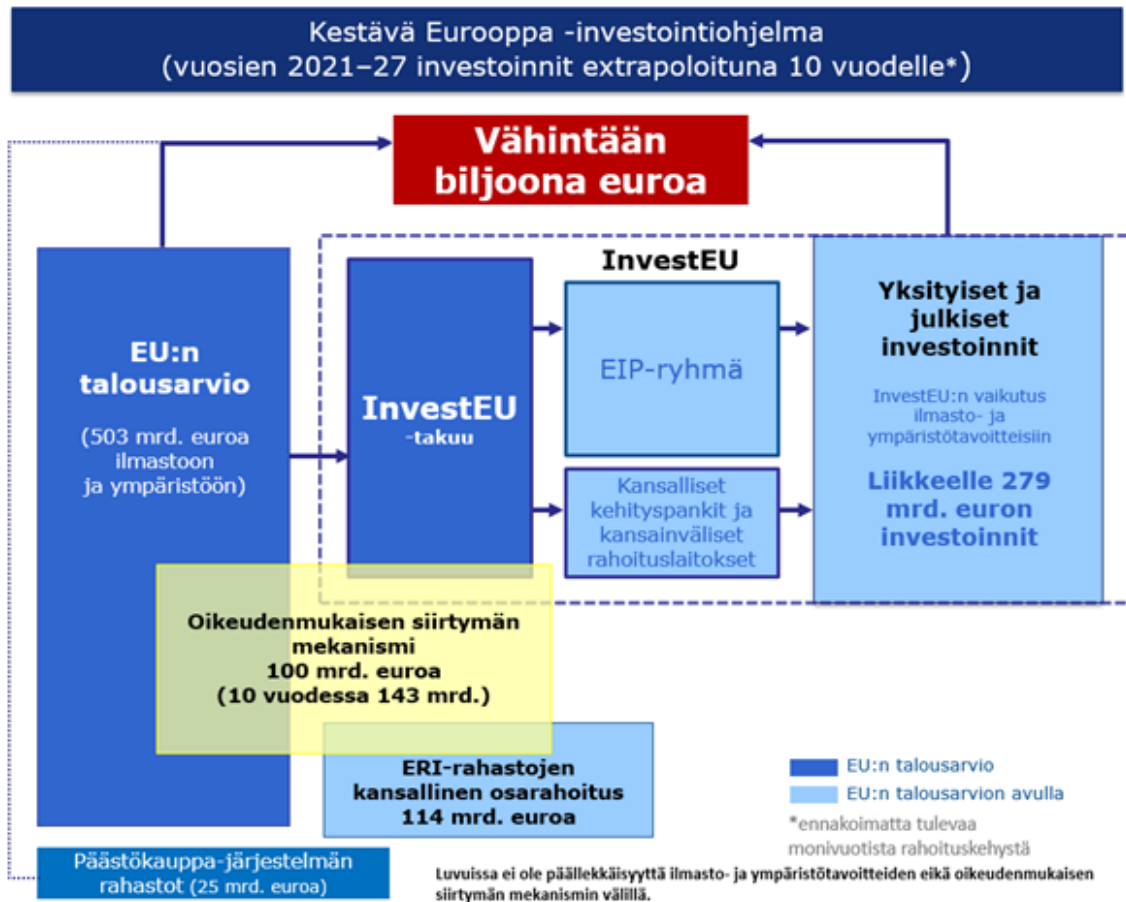 Kestävä Eurooppa -investointiohjelma
(vuosien 2021–27 investoinnit extrapoloituna 10 vuodelle*)
Vähintään
biljoona euroa
EU:n
talousarvio
(503 mrd. euroa
ilmastoon
ja ympäristöön)
InvestEU
-takuu
InvestEU
EIP-ryhmä
Kansalliset
kehityspankit ja
kansainväliset
rahoituslaitokset
Yksityiset ja
julkiset
investoinnit
InvestEU:n vaikutus
ilmasto- ja
ympäristötavoitteisiin
Liikkeelle 279
mrd. euron
investoinnit
Oikeudenmukaisen siirtymän
mekanismi
100 mrd. euroa
(10 vuodessa 143 mrd.)
ERI-rahastojen
kansallinen osarahoitus
114 mrd. euroa
EU:n talousarvio
EU:n talousarvion avulla
*ennakoimatta tulevaa
monivuotista rahoituskehystä
Päästökauppa-järjestelmän
rahastot (25 mrd. euroa)
Luvuissa ei ole päällekkäisyyttä ilmasto- ja ympäristötavoitteiden eikä oikeudenmukaisen
siirtymän mekanismin välillä.